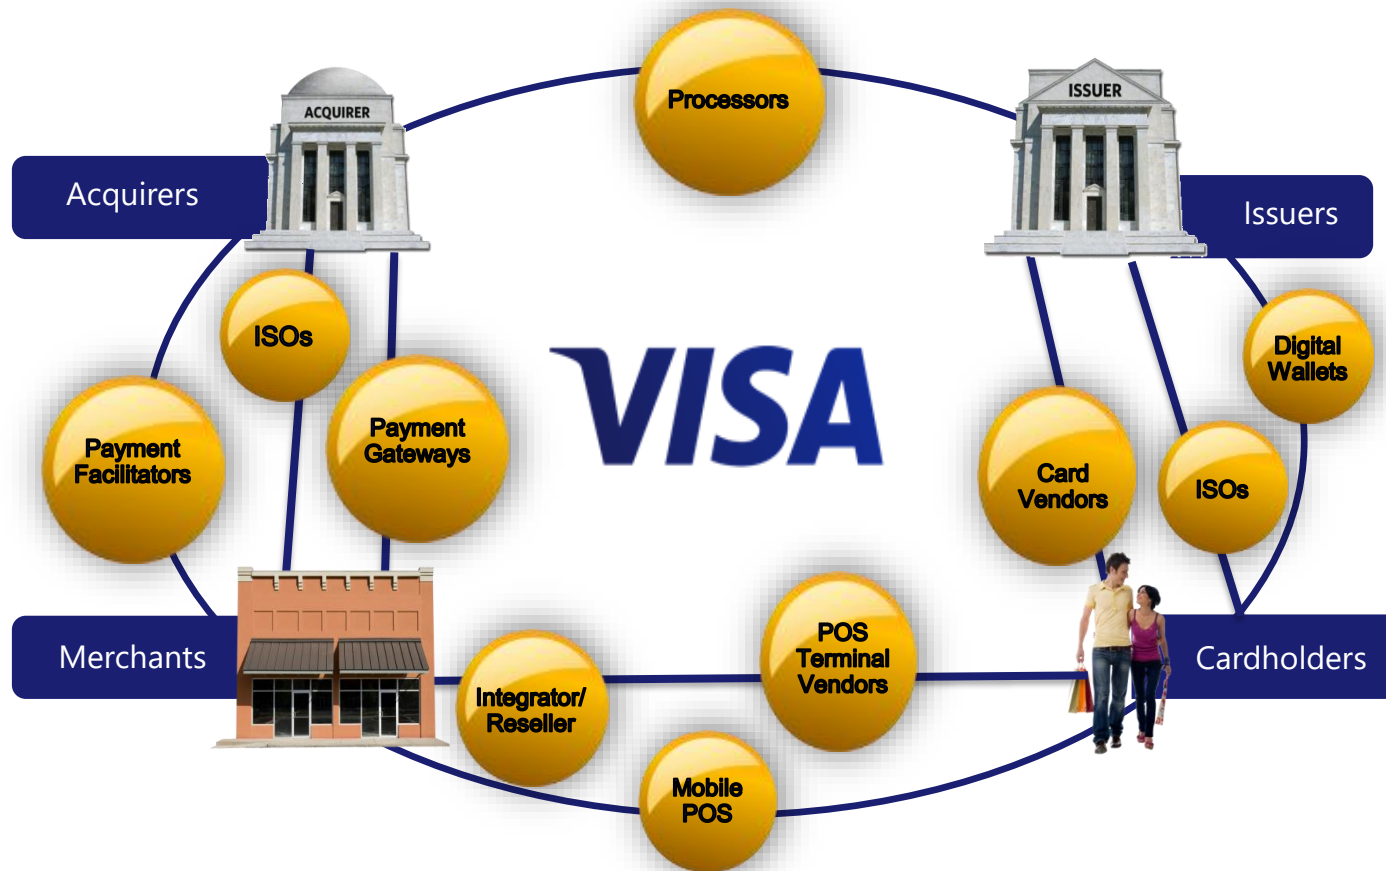 Processors
ACQUIRER
ISSUER
Acquirers
Issuers
ISOs
Digital
Wallets
VISA
Payment
Facilitators
Payment
Gateways
Card
Vendors
ISOs
POS
Terminal
Vendors
Merchants
Cardholders
Integrator/
Reseller
Mobile
POS